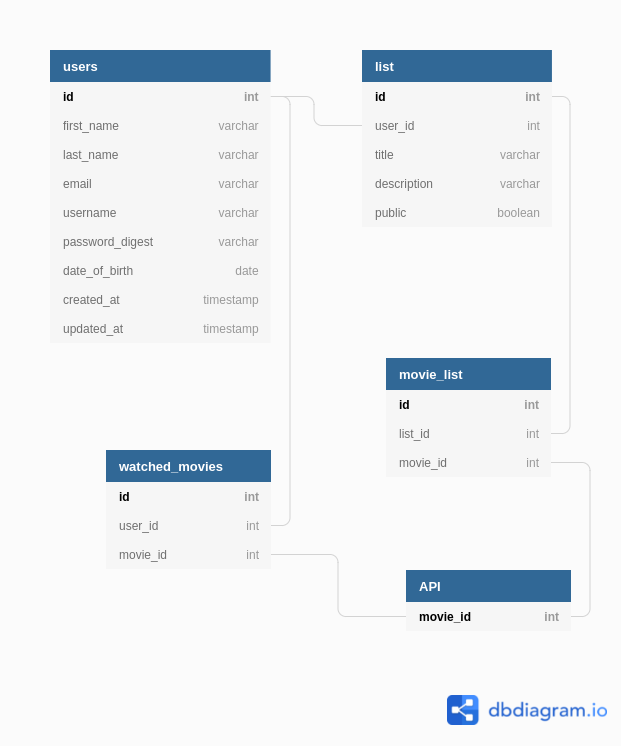 users
id int
first_name varchar
last_name varchar
email varchar
username varchar
password_digest varchar
date_of_birth date
created_at timestamp
updated_at timestamp
list
id int
user_id int
title varchar
description varchar
public boolean
movie_list
id int
list_id int
movie_id int
watched_movies
id int
user_id int
movie_id int
API
movie_id int
dbdiagram.io